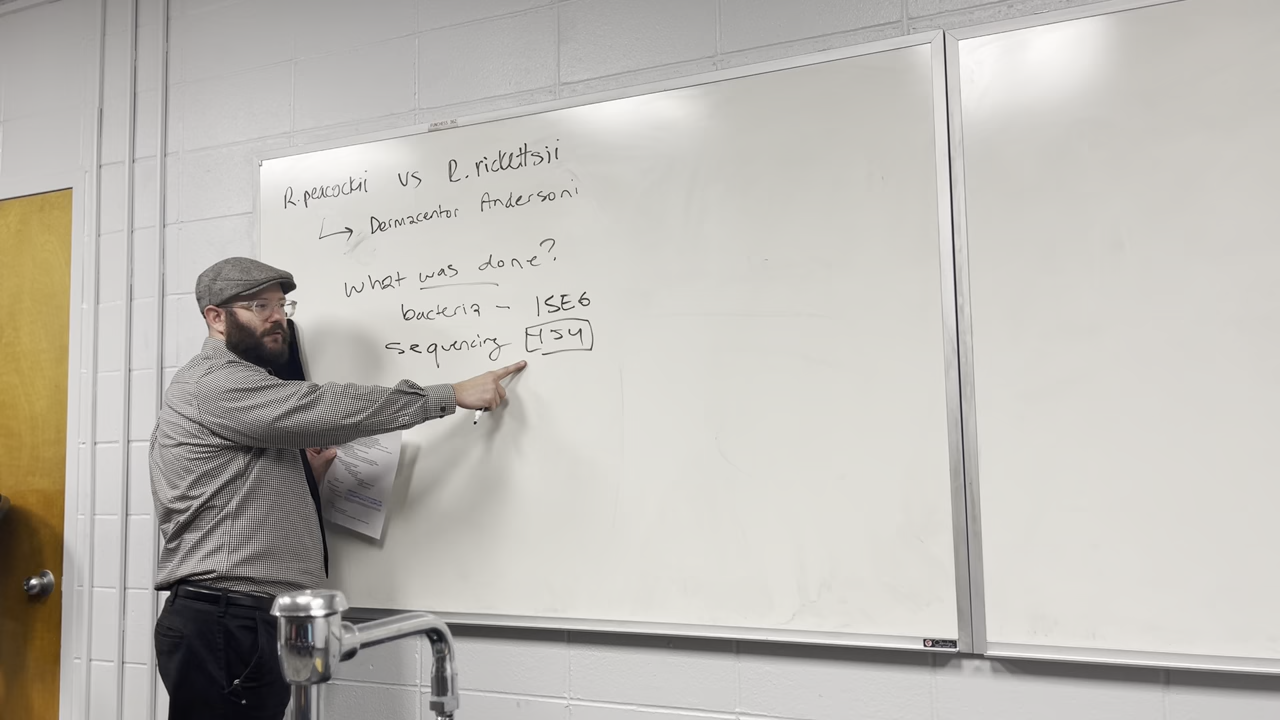 R. peacockii vs R. rickettsii
↳ Dermacentor Andersoni
What was done?
bacteria – ISE6
sequencing 454